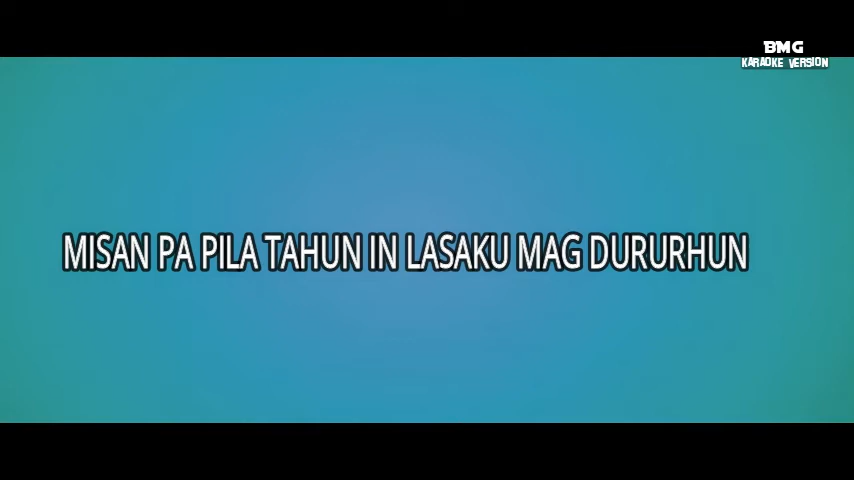 BMG
KARAOKE VERSION
MISAN PA PILA TAHUN IN LASAKU MAG DURURHUN